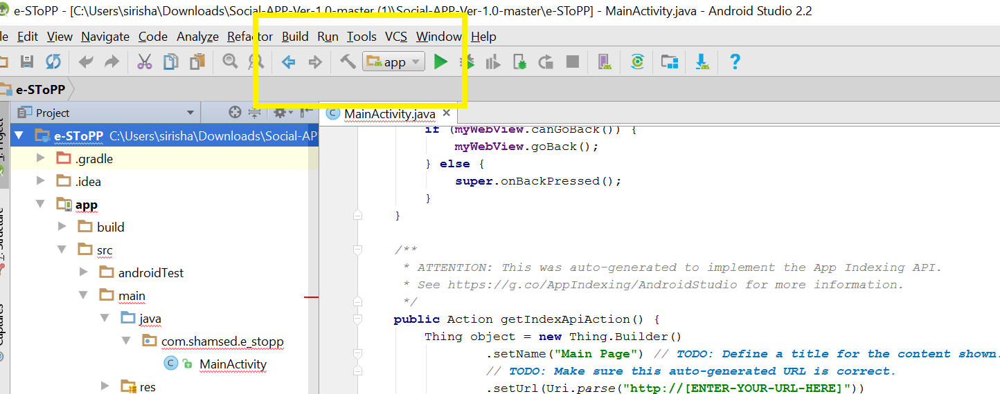 e-SToPP - [C:\Users\sirisha\Downloads\Social-APP-Ver-1.0-master (1)\Social-APP-Ver-1.0-master\e-SToPP] - MainActivity.java - Android Studio 2.2
le Edit View Navigate Code Analyze Refactor Build Run Tools VCS Window Help
app
e-SToPP
Project
MainActivity.java
e-SToPP C:\Users\sirisha\Downloads\Social-AP
if (myWebView.canGoBack()) {
myWebView.goBack();
.gradle
} else {
.idea
super.onBackPressed();
app
}
}
build
src
/**
androidTest
* ATTENTION: This was auto-generated to implement the App Indexing API.
* See https://g.co/AppIndexing/AndroidStudio for more information.
main
*/
java
public Action getIndexApiAction() {
com.shamsed.e_stopp
Thing object = new Thing.Builder()
MainActivity
.setName("Main Page") // TODO: Define a title for the content shown.
// TODO: Make sure this auto-generated URL is correct.
res
.setUrl(Uri.parse("http://[ENTER-YOUR-URL-HERE]"))